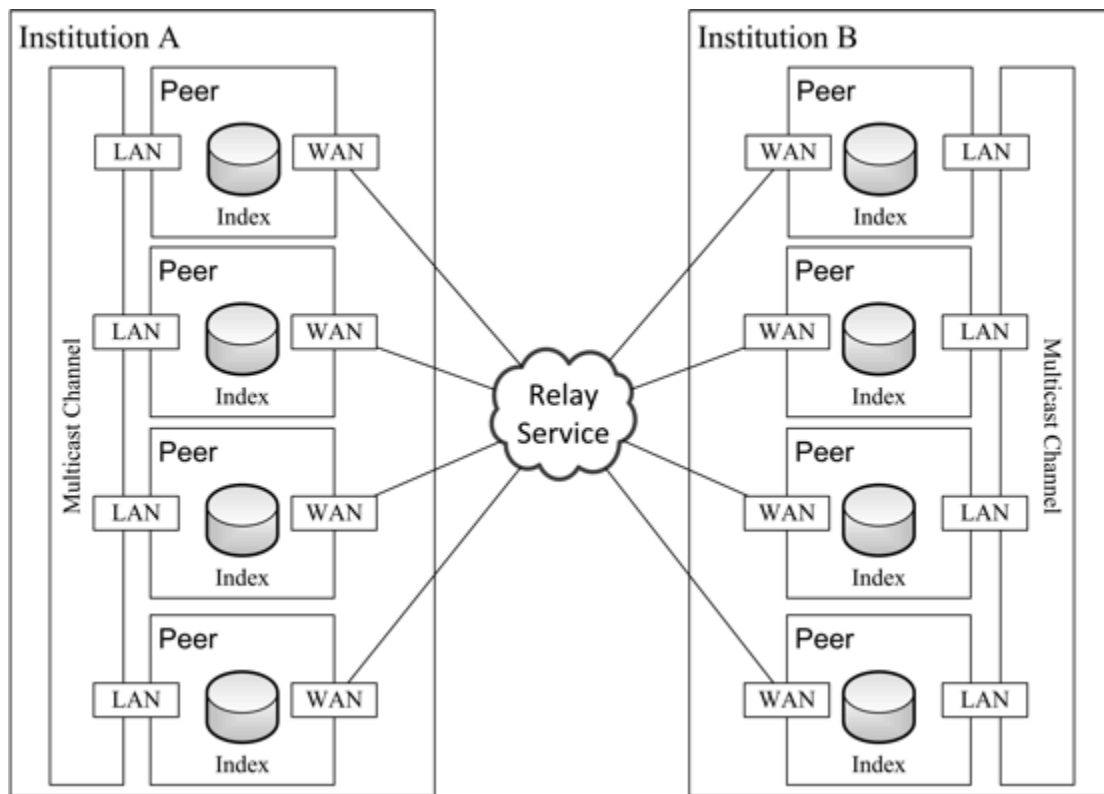 Institution A
Multicast Channel
Peer
LAN
WAN
Index
Peer
LAN
WAN
Index
Peer
LAN
WAN
Index
Peer
LAN
WAN
Index
Relay
Service
Institution B
Peer
WAN
LAN
Index
Peer
WAN
LAN
Index
Peer
WAN
LAN
Index
Peer
WAN
LAN
Index
Multicast Channel